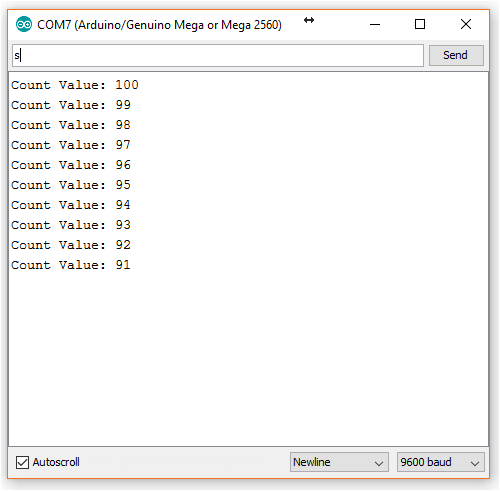 COM7 (Arduino/Genuino Mega or Mega 2560)
s
Send
Count Value: 100
Count Value: 99
Count Value: 98
Count Value: 97
Count Value: 96
Count Value: 95
Count Value: 94
Count Value: 93
Count Value: 92
Count Value: 91
Autoscroll
Newline
9600 baud